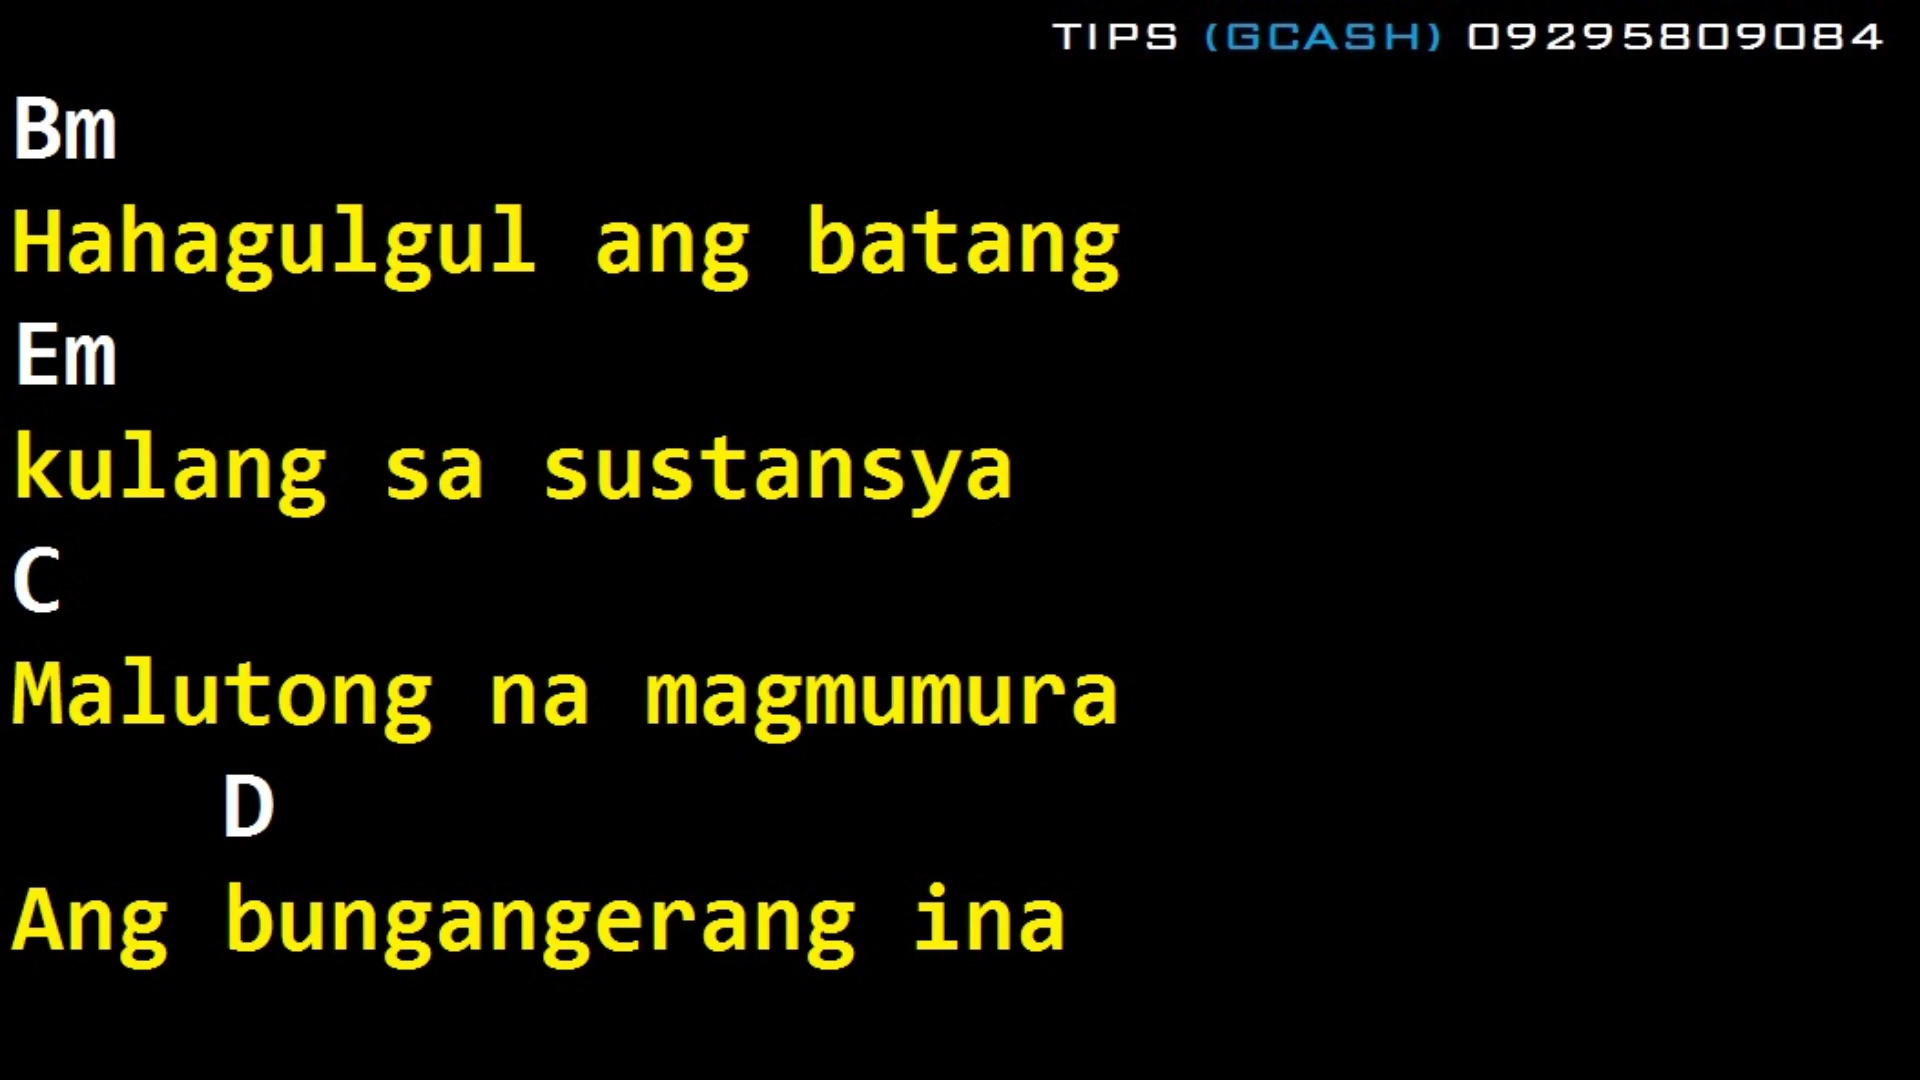 TIPS (GCASH) 09295809084
Bm
Hahagulgul ang batang
Em
kulang sa sustansya
C
Malutong na magmumura
D
Ang bungangerang ina